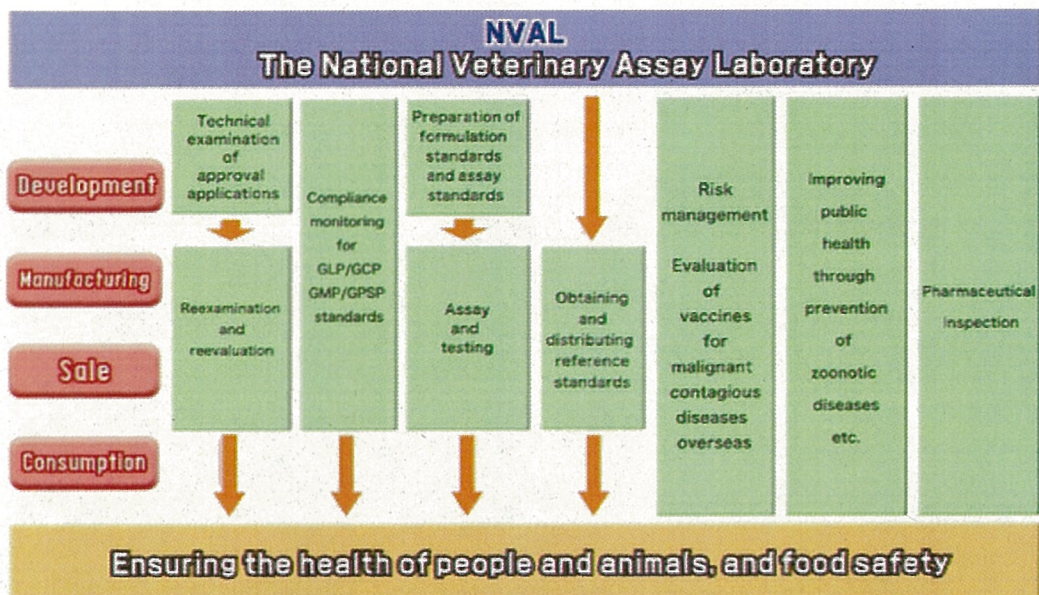 NVAL
The National Veterinary Assay Laboratory
Development
Manufacturing
Sale
Consumption
Technical
examination
of
approval
applications
Reexamination
and
reevaluation
Compliance
monitoring
for
GLP/GCP
GMP/GPSP
standards
Preparation of
formulation
standards
and assay
standards
Assay
and
testing
Obtaining
and
distributing
reference
standards
Risk
management
Evaluation
of
vaccines
for
malignant
contagious
diseases
overseas
Improving
public
health
through
prevention
of
zoonotic
diseases
etc.
Pharmaceutical
Inspection
Ensuring the health of people and animals, and food safety